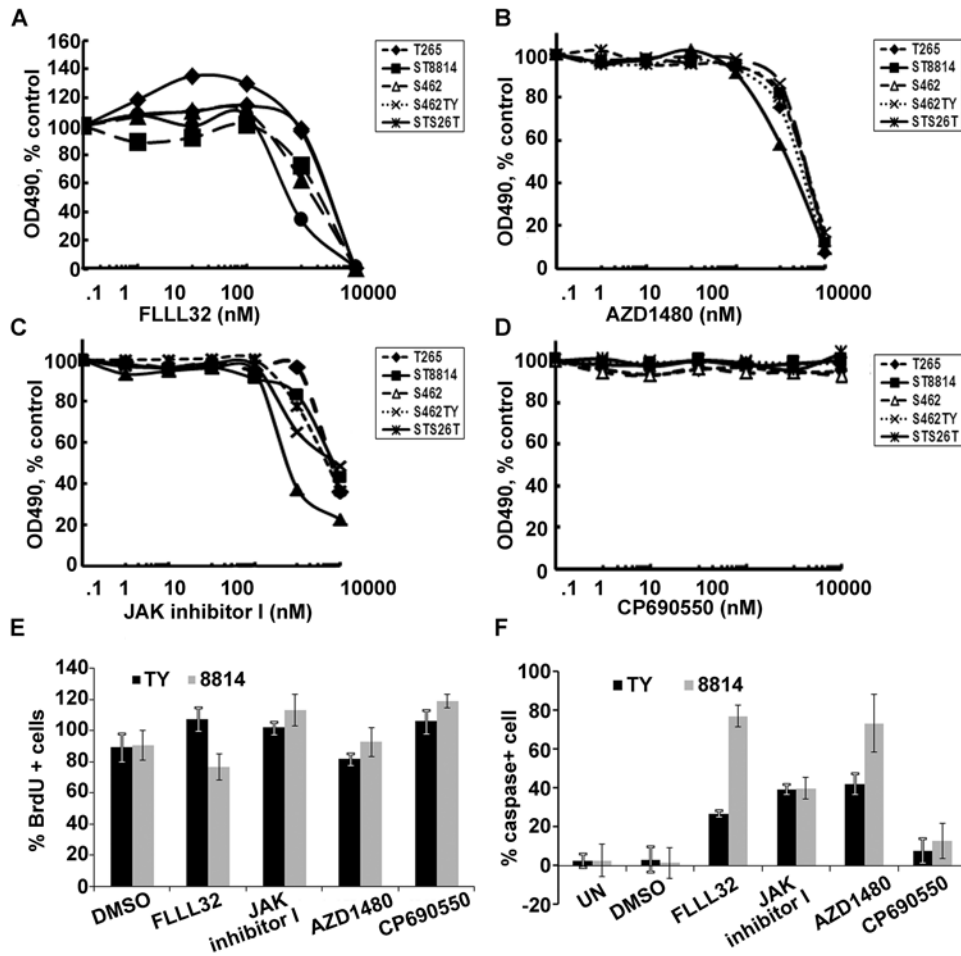 A
160
140
120
100
80
60
40
20
0
OD490, % control
.1 1 10 100 10000
FLLL32 (nM)
T265
ST8814
S462
S462TY
STS26T
B
100
80
60
40
20
0
OD490, % control
.1 1 10 100 10000
AZD1480 (nM)
T265
ST8814
S462
S462TY
STS26T
C
100
80
60
40
20
0
OD490, % control
.1 1 10 100 10000
JAK inhibitor I (nM)
T265
ST8814
S462
S462TY
STS26T
D
100
80
60
40
20
0
OD490, % control
.1 1 10 100 10000
CP690550 (nM)
T265
ST8814
S462
S462TY
STS26T
E
140
120
100
80
60
40
20
0
% BrdU + cells
TY 8814
DMSO
FLLL32
JAK
inhibitor I
AZD1480
CP690550
F
100
80
60
40
20
0
-20
% caspase+ cell
TY 8814
UN
DMSO
FLLL32
JAK
inhibitor I
AZD1480
CP690550